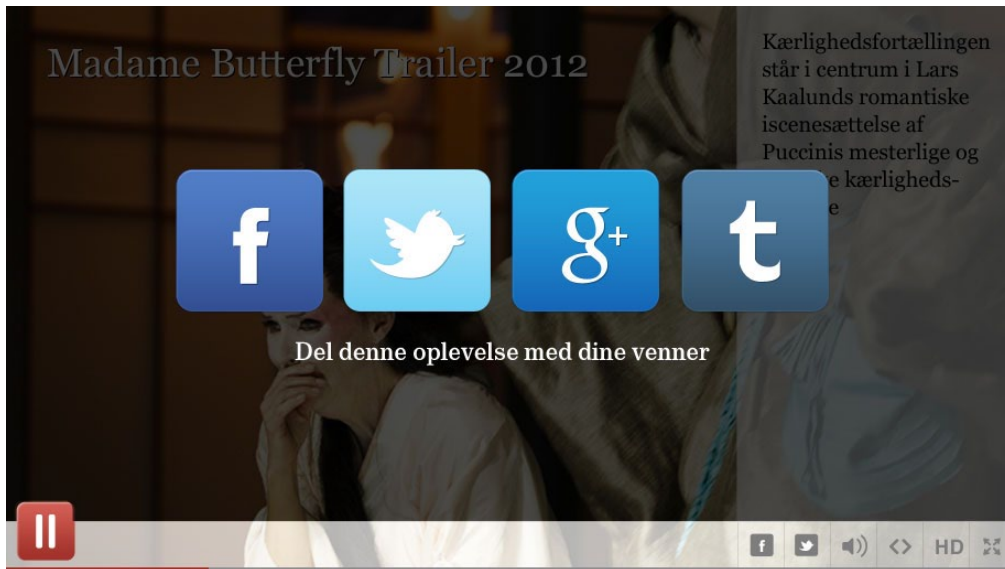 Madame Butterfly Trailer 2012
Kærlighedsfortællingen
står i centrum i Lars
Kaalunds romantiske
iscenesættelse af
Puccinis mesterlige og
kærligheds-
f
g+
t
Del denne oplevelse med dine venner
f
HD